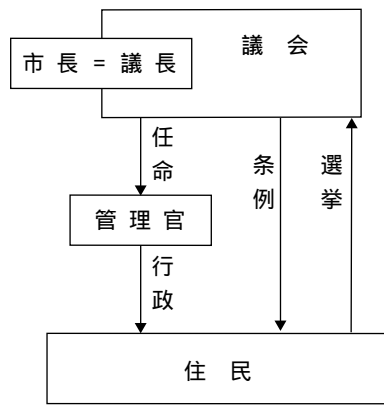 議会
市長=議長
任命
条例
選挙
管理官
行政
住民